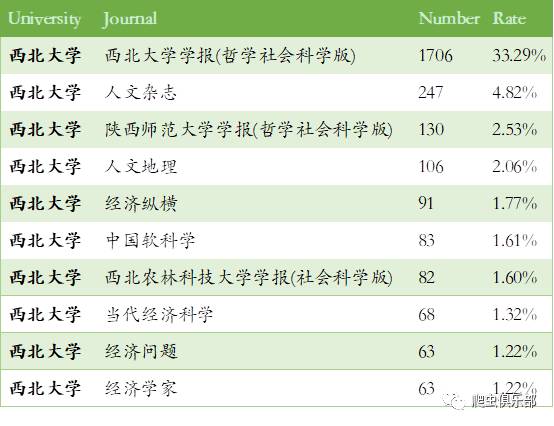 University Journal Number Rate
西北大学 西北大学学报(哲学社会科学版) 1706 33.29%
西北大学 人文杂志 247 4.82%
西北大学 陕西师范大学学报(哲学社会科学版) 130 2.53%
西北大学 人文地理 106 2.06%
西北大学 经济纵横 91 1.77%
西北大学 中国软科学 83 1.61%
西北大学 西北农林科技大学学报(社会科学版) 82 1.60%
西北大学 当代经济科学 68 1.32%
西北大学 经济问题 63 1.22%
西北大学 经济学家 63 1.22%
爬虫俱乐部